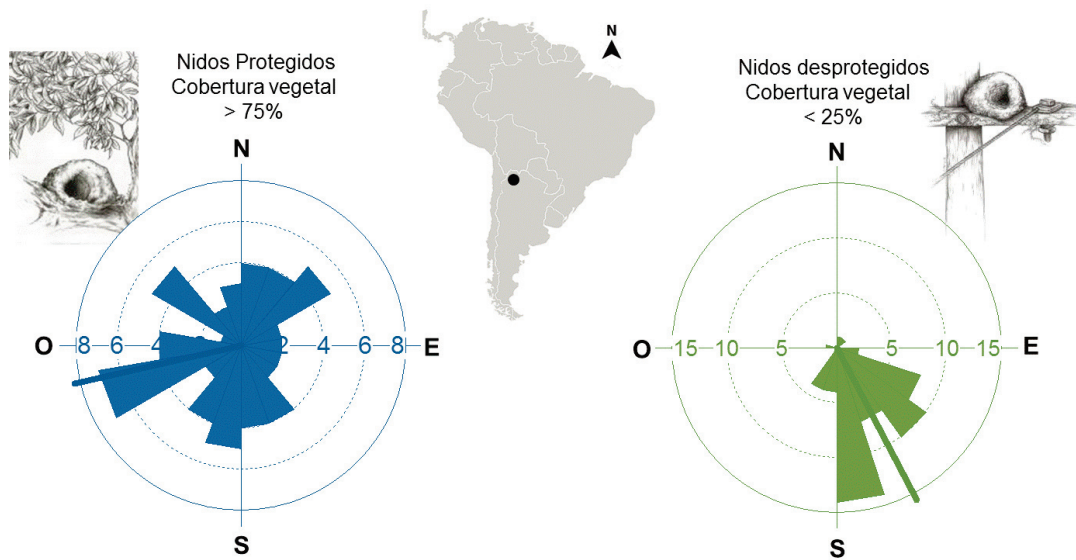 Nidos Protegidos
Cobertura vegetal
> 75%
N
Nidos desprotegidos
Cobertura vegetal
< 25%
N
N
O 8 6 4 2 4 6 8 E
O 15 10 5 5 10 15 E
S
S